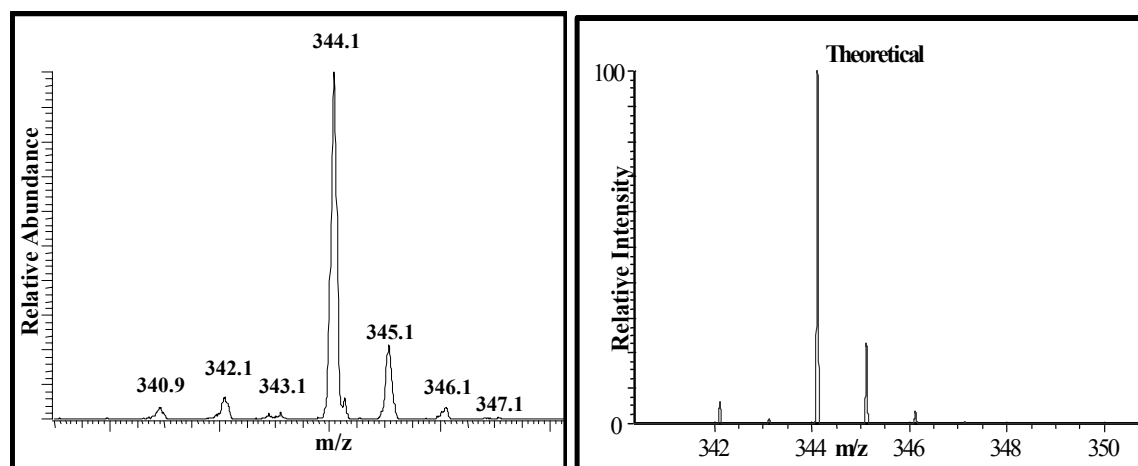 344.1
345.1
342.1
340.9
343.1
346.1
347.1
Relative Abundance
m/z
Theoretical
100
Relative Intensity
0
342
344
m/z
346
348
350